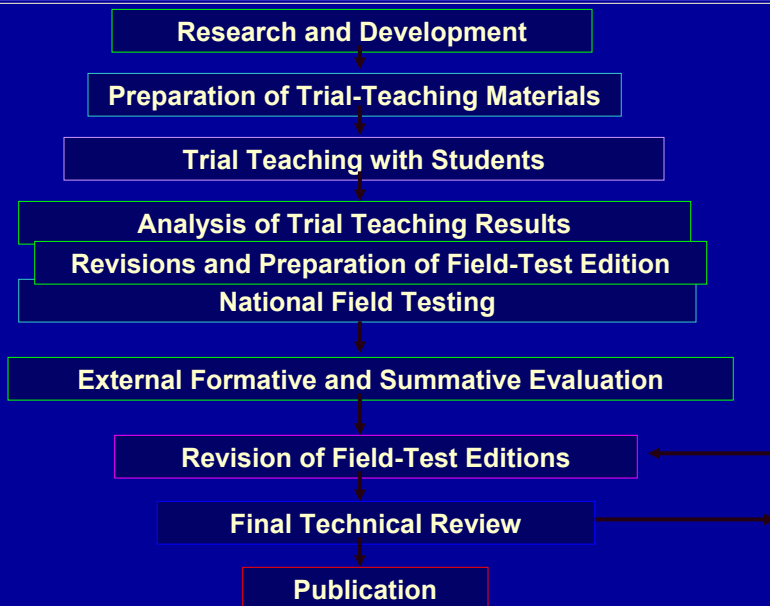 Research and Development
Preparation of Trial-Teaching Materials
Trial Teaching with Students
Analysis of Trial Teaching Results
Revisions and Preparation of Field-Test Edition
National Field Testing
External Formative and Summative Evaluation
Revision of Field-Test Editions
Final Technical Review
Publication